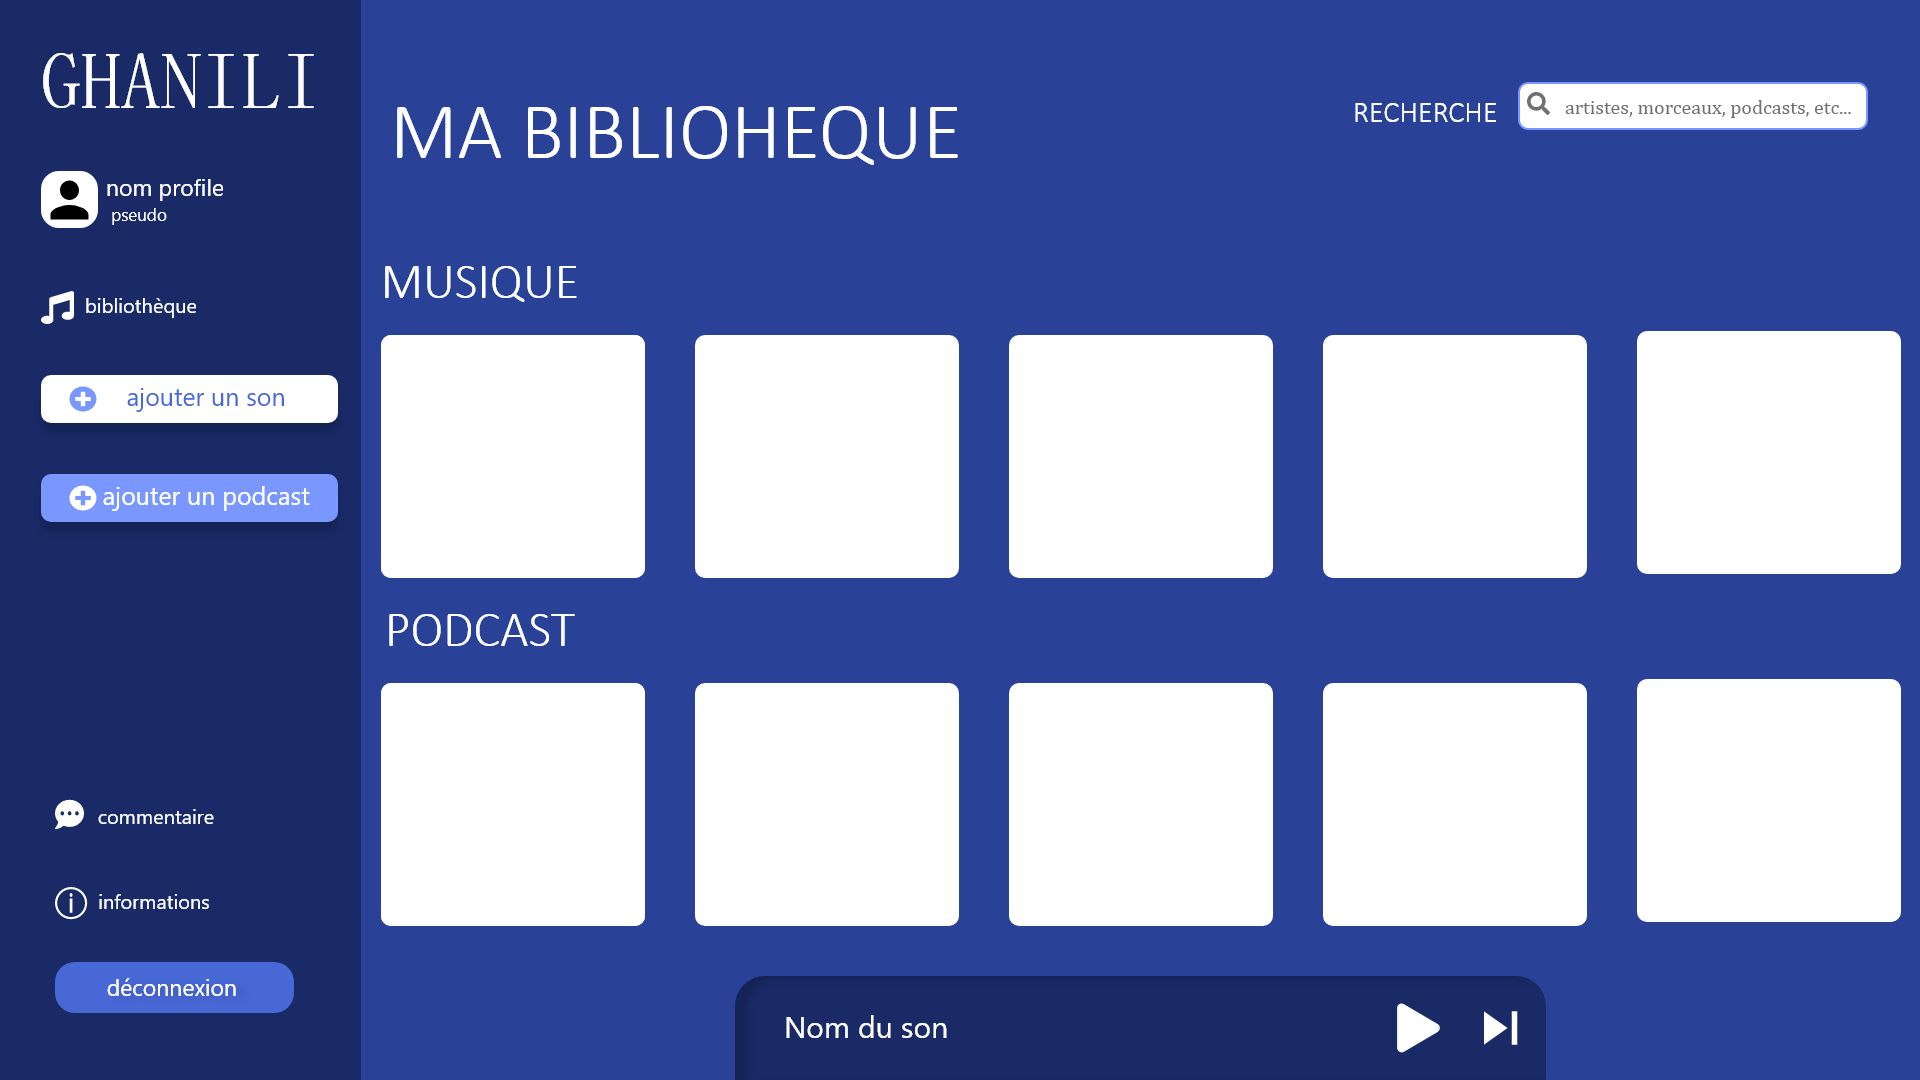 GHANILI
nom profile
pseudo
bibliothèque
ajouter un son
ajouter un podcast
commentaire
informations
déconnexion
MA BIBLIOHEQUE
RECHERCHE
artistes, morceaux, podcasts, etc...
MUSIQUE
PODCAST
Nom du son